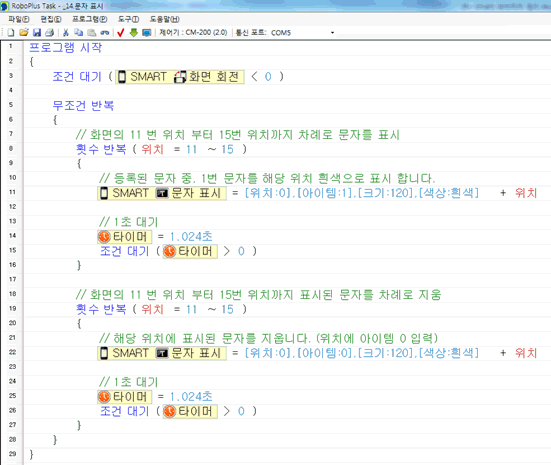 RoboPlus Task - _14.문자 표시
파일(F) 편집(E) 프로그램(P) 도구(T) 도움말(H)
제어기 : CM-200 (2.0) 통신 포트: COM5
1 프로그램 시작
2 {
3 조건 대기 ( SMART 화면 회전 < 0 )
4
5 무조건 반복
6 {
7 // 화면의 11 번 위치 부터 15번 위치까지 차례로 문자를 표시
8 횟수 반복 ( 위치 = 11 ~ 15 )
9 {
10 // 등록된 문자 중, 1번 문자를 해당 위치 흰색으로 표시 합니다.
11 SMART 문자 표시 = [위치:0],[아이템:1],[크기:120],[색상:흰색] + 위치
12
13 // 1초 대기
14 타이머 = 1.024초
15 조건 대기 ( 타이머 > 0 )
16 }
17
18 // 화면의 11 번 위치 부터 15번 위치까지 표시된 문자를 차례로 지움
19 횟수 반복 ( 위치 = 11 ~ 15 )
20 {
21 // 해당 위치에 표시된 문자를 지웁니다. (위치에 아이템 0 입력)
22 SMART 문자 표시 = [위치:0],[아이템:0],[크기:120],[색상:흰색] + 위치
23
24 // 1초 대기
25 타이머 = 1.024초
26 조건 대기 ( 타이머 > 0 )
27 }
28 }
29 }